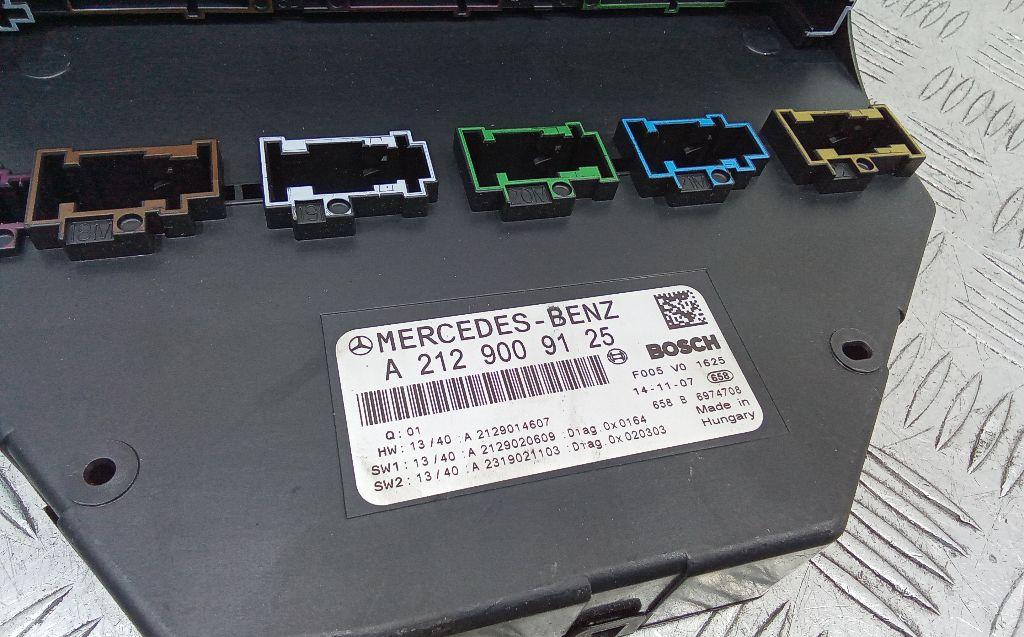 MERCEDES-BENZ
A 212 900 91 25
BOSCH
F005 V0 1625
14-11-07 658
658 B 6974708
Made in
Hungary
Q: 01
HW: 13/40 :A 2129014607
SW1: 13/40 :A 2129020609 :Diag.0x0164
SW2: 13/40 :A 2319021103 :Diag.0x020303